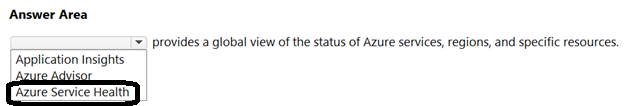 Answer Area
provides a global view of the status of Azure services, regions, and specific resources.
Application Insights
Azure Advisor
Azure Service Health